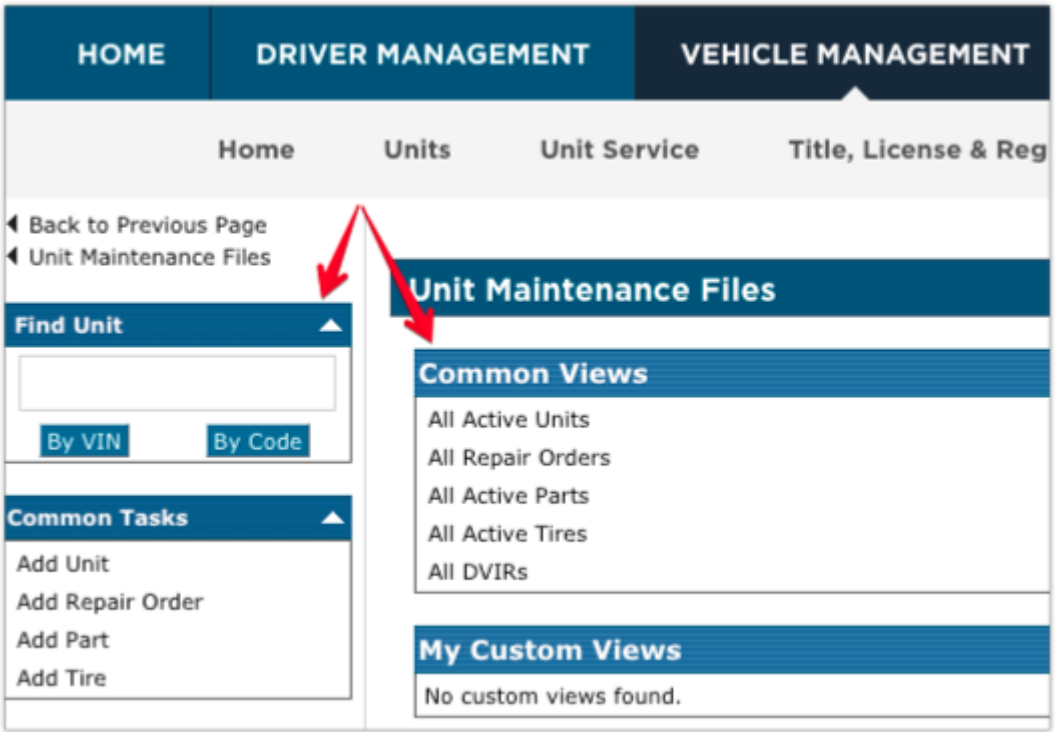 HOME DRIVER MANAGEMENT VEHICLE MANAGEMENT
Home Units Unit Service Title, License & Reg
Back to Previous Page
Unit Maintenance Files
Find Unit
By VIN By Code
Common Tasks
Add Unit
Add Repair Order
Add Part
Add Tire
Unit Maintenance Files
Common Views
All Active Units
All Repair Orders
All Active Parts
All Active Tires
All DVIRs
My Custom Views
No custom views found.